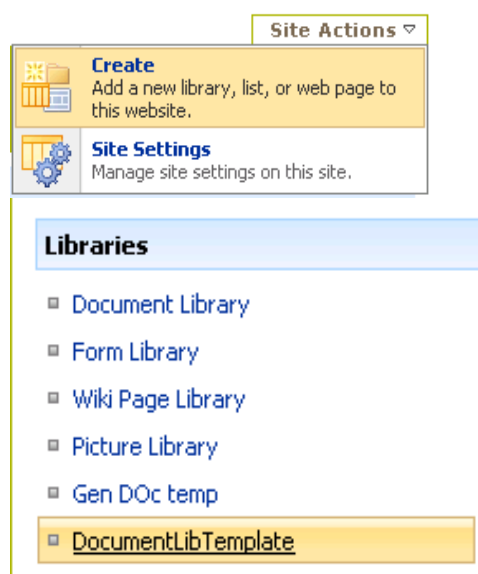 Site Actions
Create
Add a new library, list, or web page to
this website.
Site Settings
Manage site settings on this site.
Libraries
Document Library
Form Library
Wiki Page Library
Picture Library
Gen DOc temp
DocumentLibTemplate